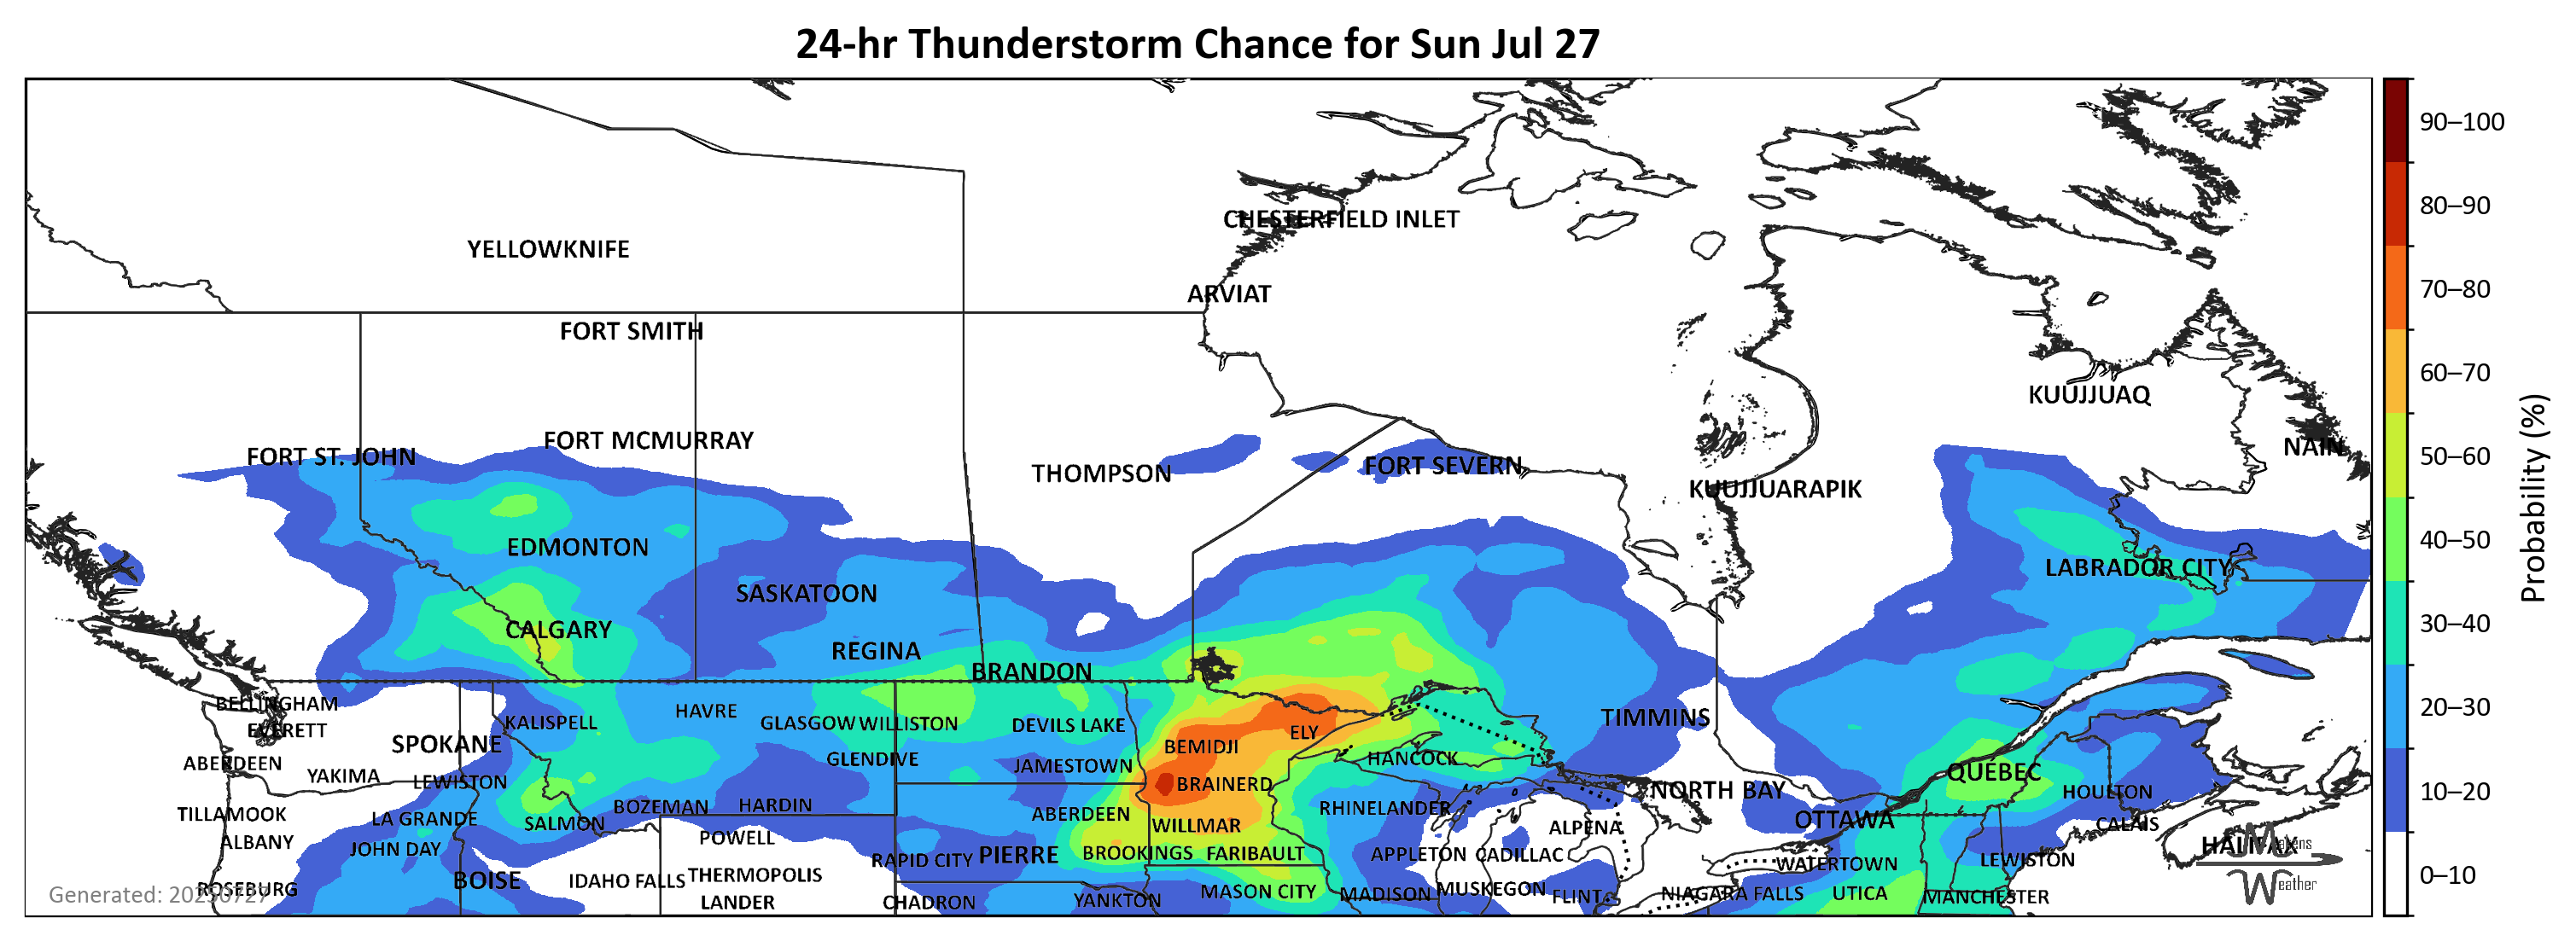 24-hr Thunderstorm Chance for Sun Jul 27
90–100
80–90
CHESTERFIELD INLET
YELLOWKNIFE
70–80
ARVIAT
FORT SMITH
60–70
KUUJJUAQ
FORT MCMURRAY
NAIN
FORT ST. JOHN
50–60
FORT SEVERN
THOMPSON
KUUJJUARAPIK
Probability (%)
40–50
EDMONTON
LABRADOR CITY
SASKATOON
30–40
CALGARY
REGINA
BRANDON
BELLINGHAM
20–30
HAVRE
TIMMINS
KALISPELL
GLASGOW
WILLISTON
DEVILS LAKE
EVERETT
ELY
SPOKANE
BEMIDJI
GLENDIVE
HANCOCK
ABERDEEN
JAMESTOWN
QUÉBEC
YAKIMA
LEWISTON
BRAINERD
NORTH BAY
HOULTON
10–20
BOZEMAN
HARDIN
RHINELANDER
TILLAMOOK
ABERDEEN
LA GRANDE
OTTAWA
SALMON
WILLMAR
ALPENA
CALAIS
POWELL
ALBANY
HALIFAX
Makens
Weather
JOHN DAY
BROOKINGS
FARIBAULT
PIERRE
APPLETON
CADILLAC
RAPID CITY
LEWISTON
WATERTOWN
THERMOPOLIS
0–10
BOISE
IDAHO FALLS
ROSEBURG
MUSKEGON
MASON CITY
MADISON
NIAGARA FALLS
UTICA
Generated: 20250727
FLINT
MANCHESTER
YANKTON
LANDER
CHADRON